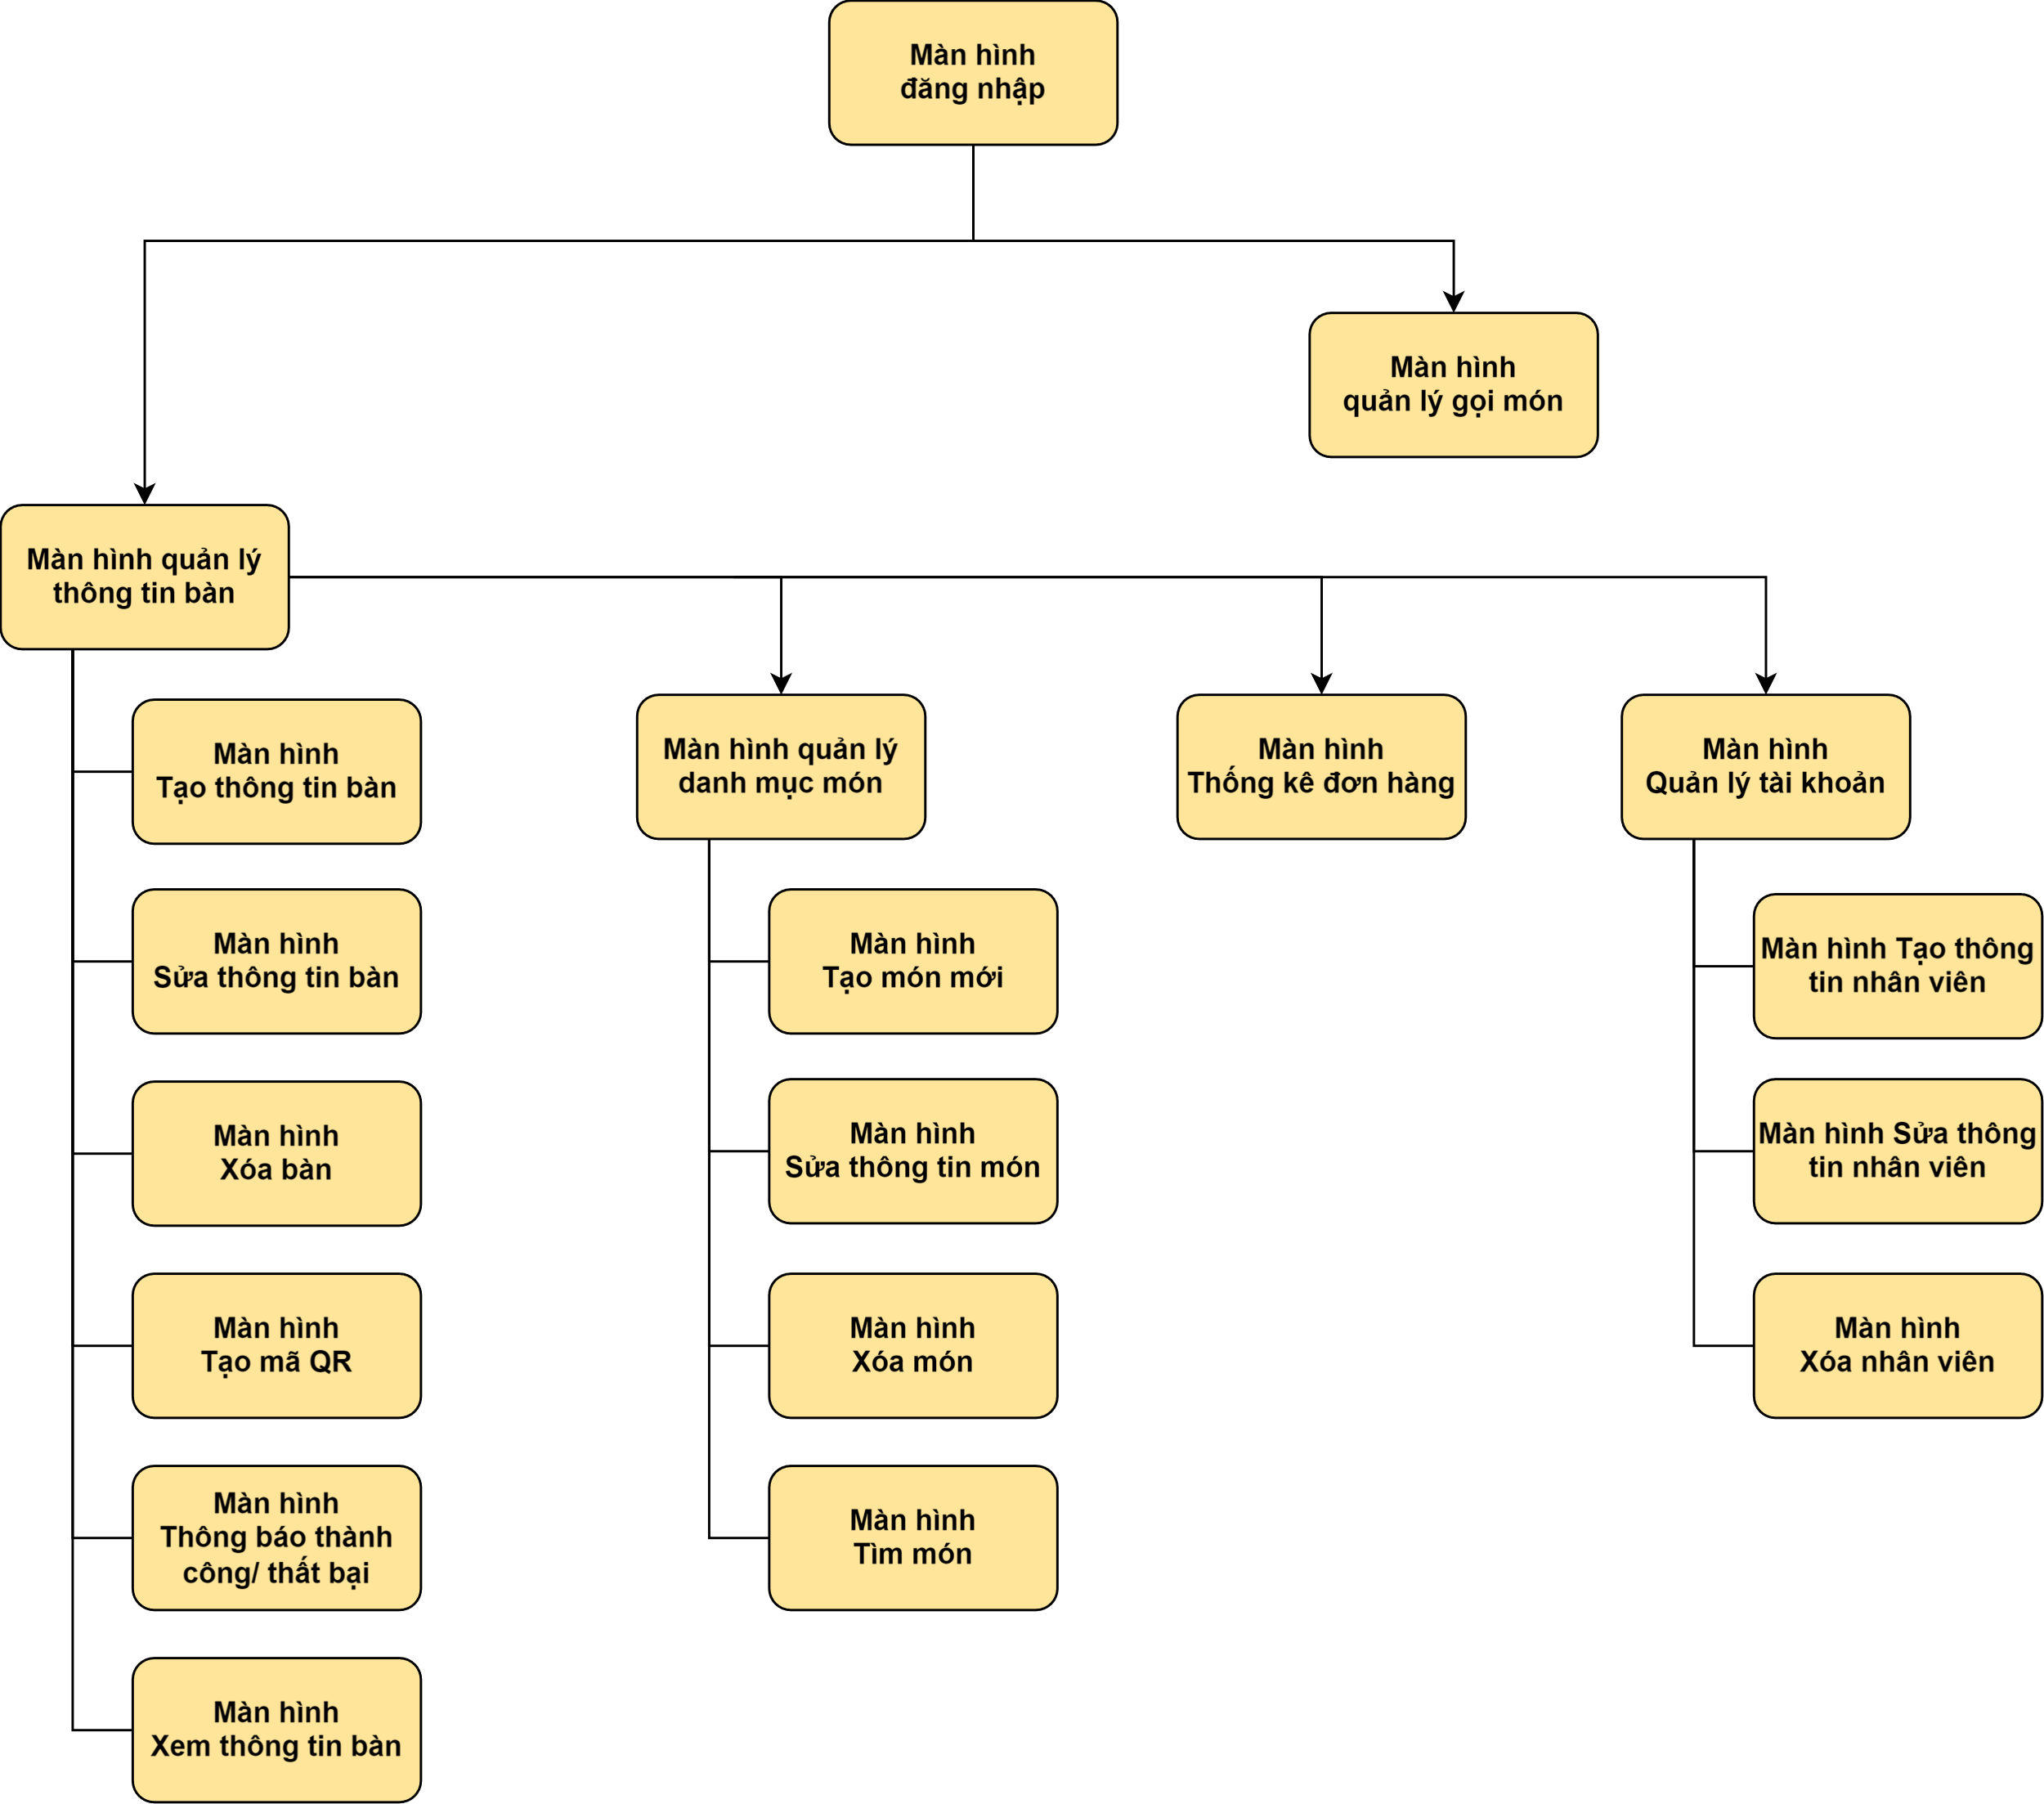 Màn hình
đăng nhập
Màn hình
quản lý gọi món
Màn hình quản lý
thông tin bàn
Màn hình
Tạo thông tin bàn
Màn hình
Sửa thông tin bàn
Màn hình
Xóa bàn
Màn hình
Tạo mã QR
Màn hình
Thông báo thành
công/ thất bại
Màn hình
Xem thông tin bàn
Màn hình quản lý
danh mục món
Màn hình
Tạo món mới
Màn hình
Sửa thông tin món
Màn hình
Xóa món
Màn hình
Tìm món
Màn hình
Thống kê đơn hàng
Màn hình
Quản lý tài khoản
Màn hình Tạo thông
tin nhân viên
Màn hình Sửa thông
tin nhân viên
Màn hình
Xóa nhân viên